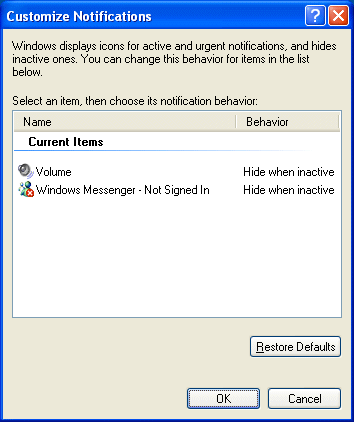 Customize Notifications
Windows displays icons for active and urgent notifications, and hides
inactive ones. You can change this behavior for items in the list
below.
Select an item, then choose its notification behavior:
Name Behavior
Current Items
Volume Hide when inactive
Windows Messenger - Not Signed In Hide when inactive
Restore Defaults
OK Cancel